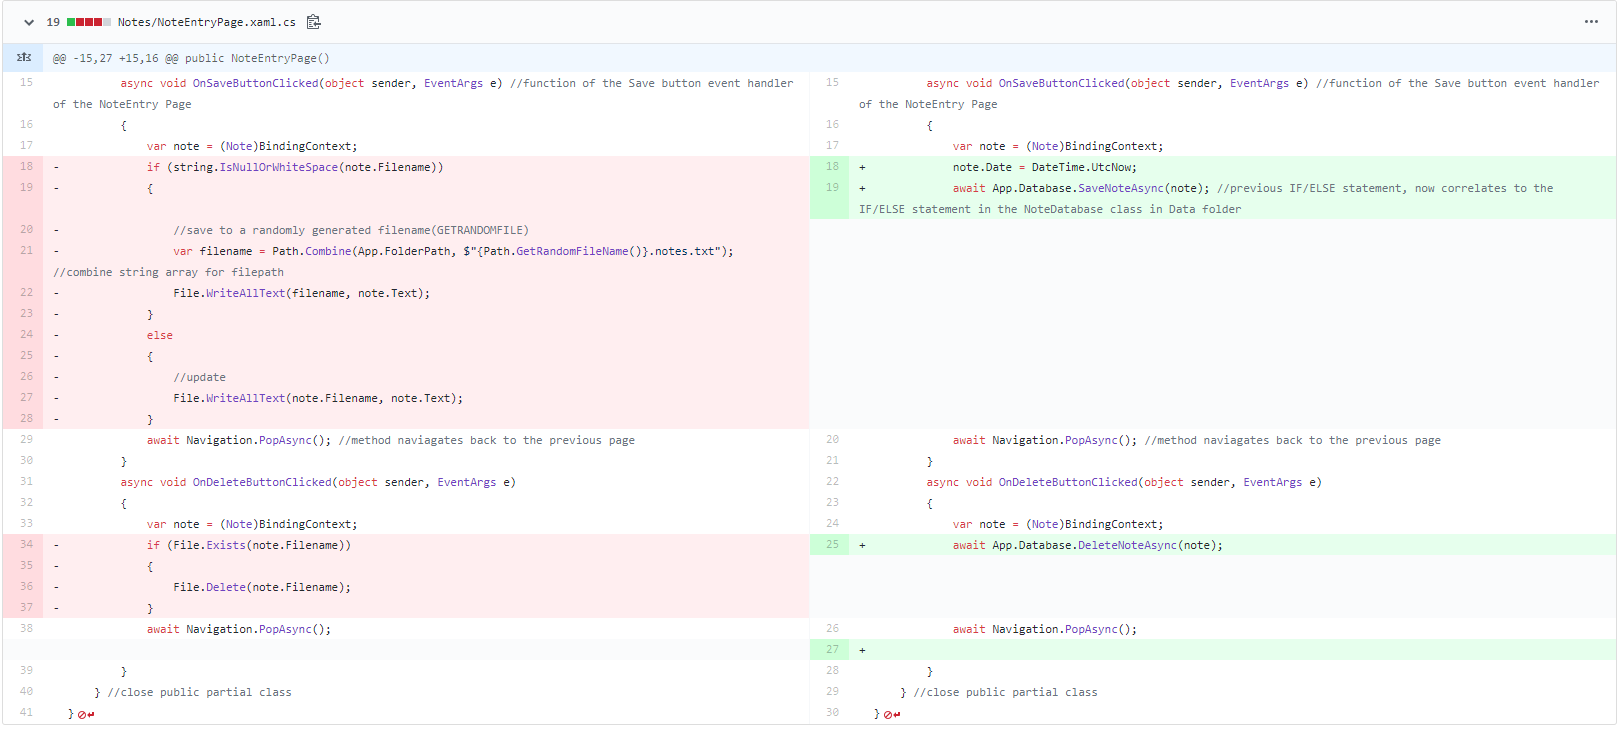 19 Notes/NoteEntryPage.xaml.cs
@@ -15,27 +15,16 @@ public NoteEntryPage()
15 async void OnSaveButtonClicked(object sender, EventArgs e) //function of the Save button event handler
of the NoteEntry Page
16 {
17 var note = (Note)BindingContext;
18 - if (string.IsNullOrWhiteSpace(note.Filename))
19 - {
20 - //save to a randomly generated filename(GETRANDOMFILE)
21 - var filename = Path.Combine(App.FolderPath, $"{Path.GetRandomFileName()}.notes.txt");
//combine string array for filepath
22 - File.WriteAllText(filename, note.Text);
23 - }
24 - else
25 - {
26 - //update
27 - File.WriteAllText(note.Filename, note.Text);
28 - }
29 await Navigation.PopAsync(); //method naviagates back to the previous page
30 }
31 async void OnDeleteButtonClicked(object sender, EventArgs e)
32 {
33 var note = (Note)BindingContext;
34 - if (File.Exists(note.Filename))
35 - {
36 - File.Delete(note.Filename);
37 - }
38 await Navigation.PopAsync();
39 }
40 } //close public partial class
41 }
15 async void OnSaveButtonClicked(object sender, EventArgs e) //function of the Save button event handler
of the NoteEntry Page
16 {
17 var note = (Note)BindingContext;
18 + note.Date = DateTime.UtcNow;
19 + await App.Database.SaveNoteAsync(note); //previous IF/ELSE statement, now correlates to the
IF/ELSE statement in the NoteDatabase class in Data folder
20 await Navigation.PopAsync(); //method naviagates back to the previous page
21 }
22 async void OnDeleteButtonClicked(object sender, EventArgs e)
23 {
24 var note = (Note)BindingContext;
25 + await App.Database.DeleteNoteAsync(note);
26 await Navigation.PopAsync();
27 +
28 }
29 } //close public partial class
30 }